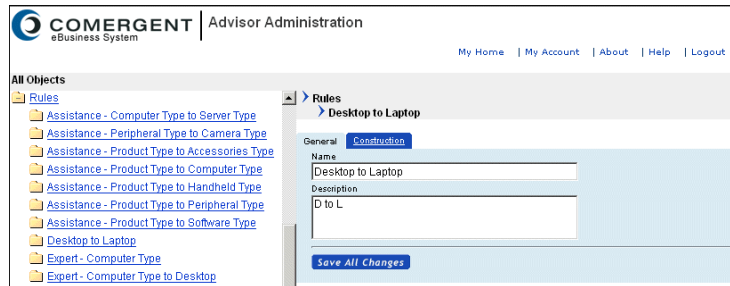 COMERGENT
eBusiness System
Advisor Administration
My Home | My Account | About | Help | Logout
All Objects
Rules
Assistance - Computer Type to Server Type
Assistance - Peripheral Type to Camera Type
Assistance - Product Type to Accessories Type
Assistance - Product Type to Computer Type
Assistance - Product Type to Handheld Type
Assistance - Product Type to Peripheral Type
Assistance - Product Type to Software Type
Desktop to Laptop
Expert - Computer Type
Expert - Computer Type to Desktop
Rules
Desktop to Laptop
General Construction
Name
Desktop to Laptop
Description
D to L
Save All Changes